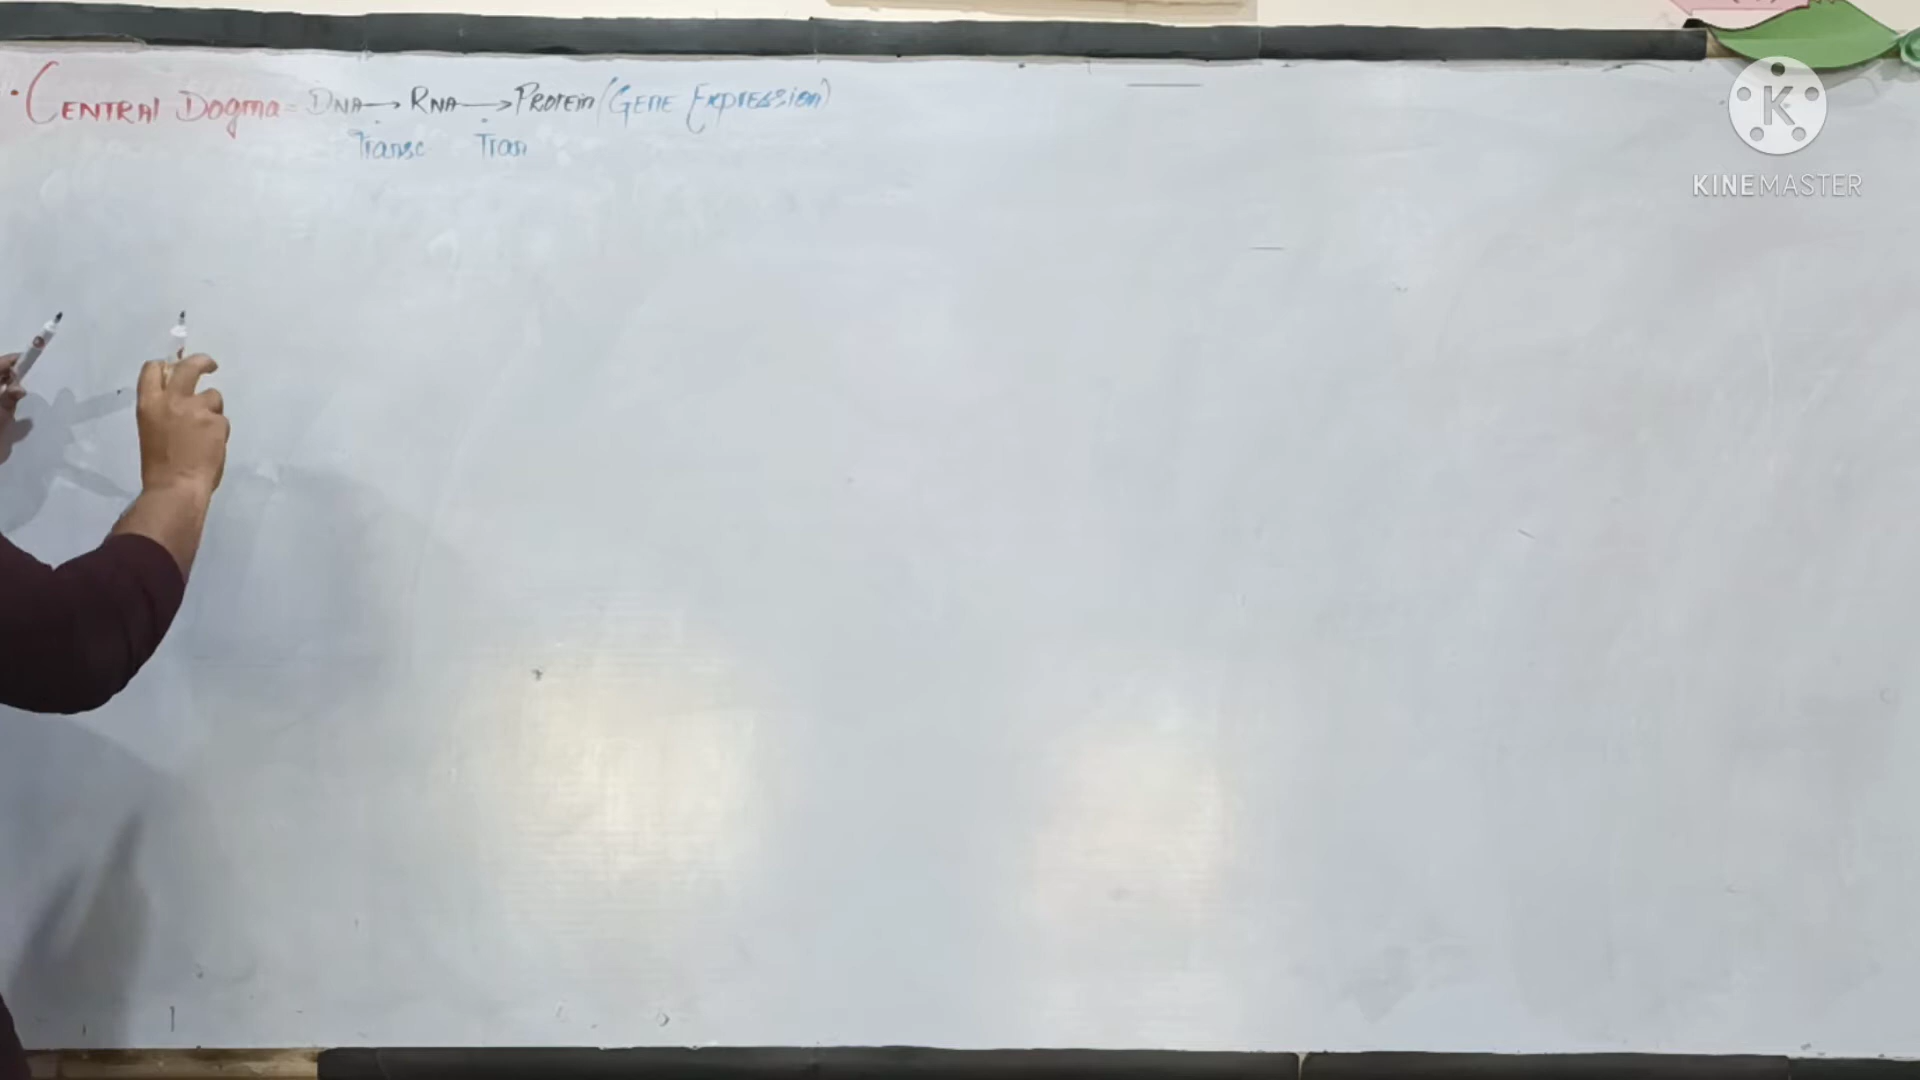 • Central Dogma = DNA → RNA → Protein (Gene Expression)
Transc Tran
K
KINEMASTER